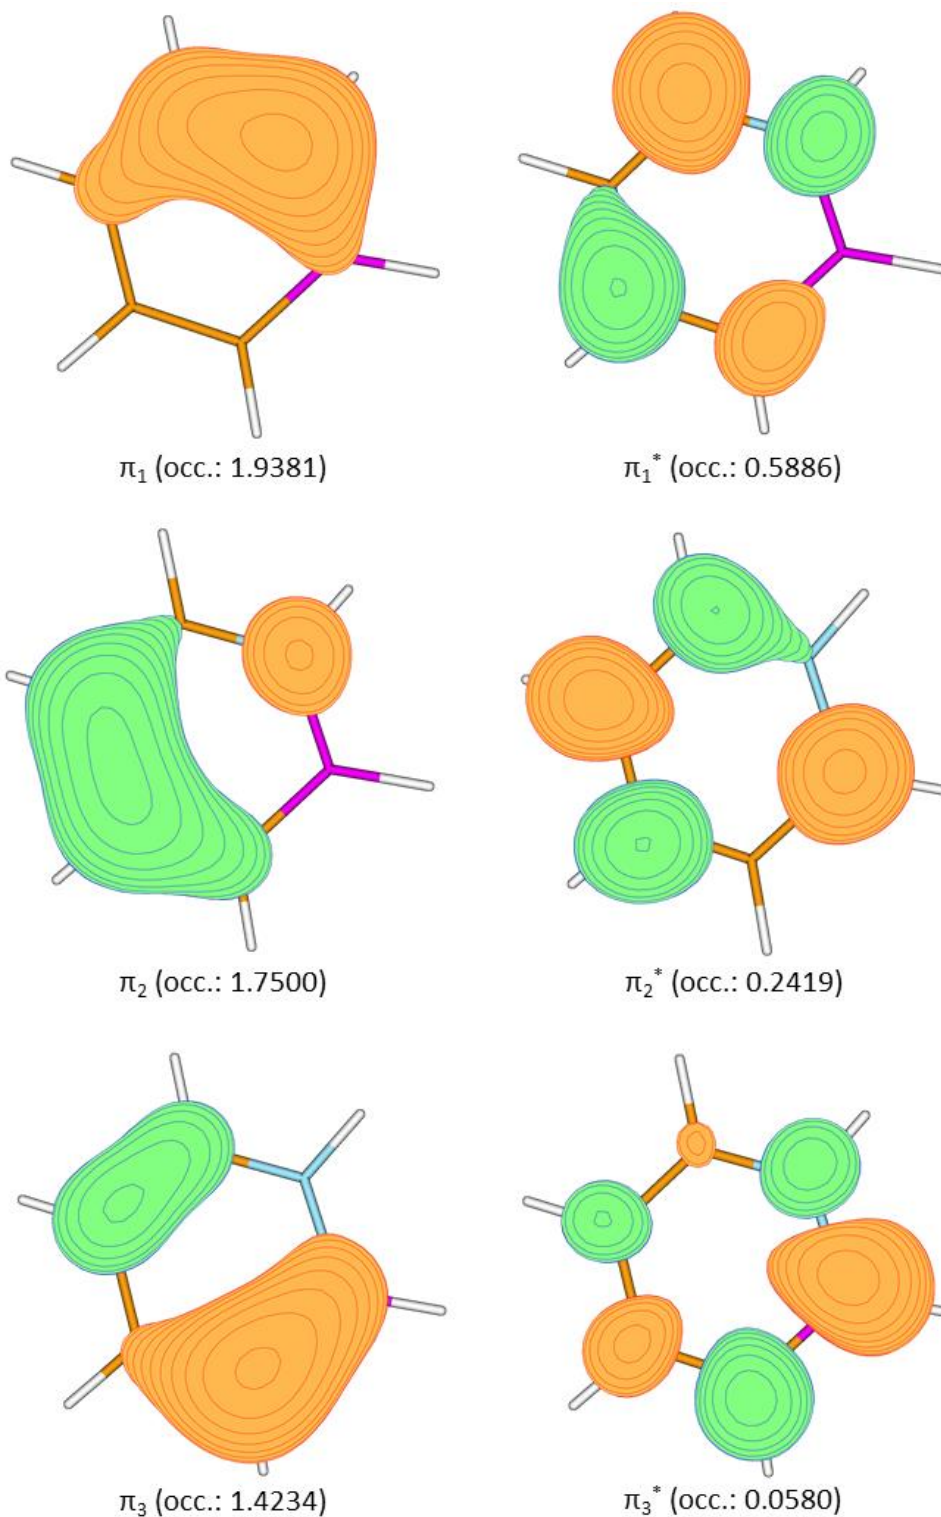 π₁ (occ.: 1.9381)
π₁* (occ.: 0.5886)
π₂ (occ.: 1.7500)
π₂* (occ.: 0.2419)
π₃ (occ.: 1.4234)
π₃* (occ.: 0.0580)